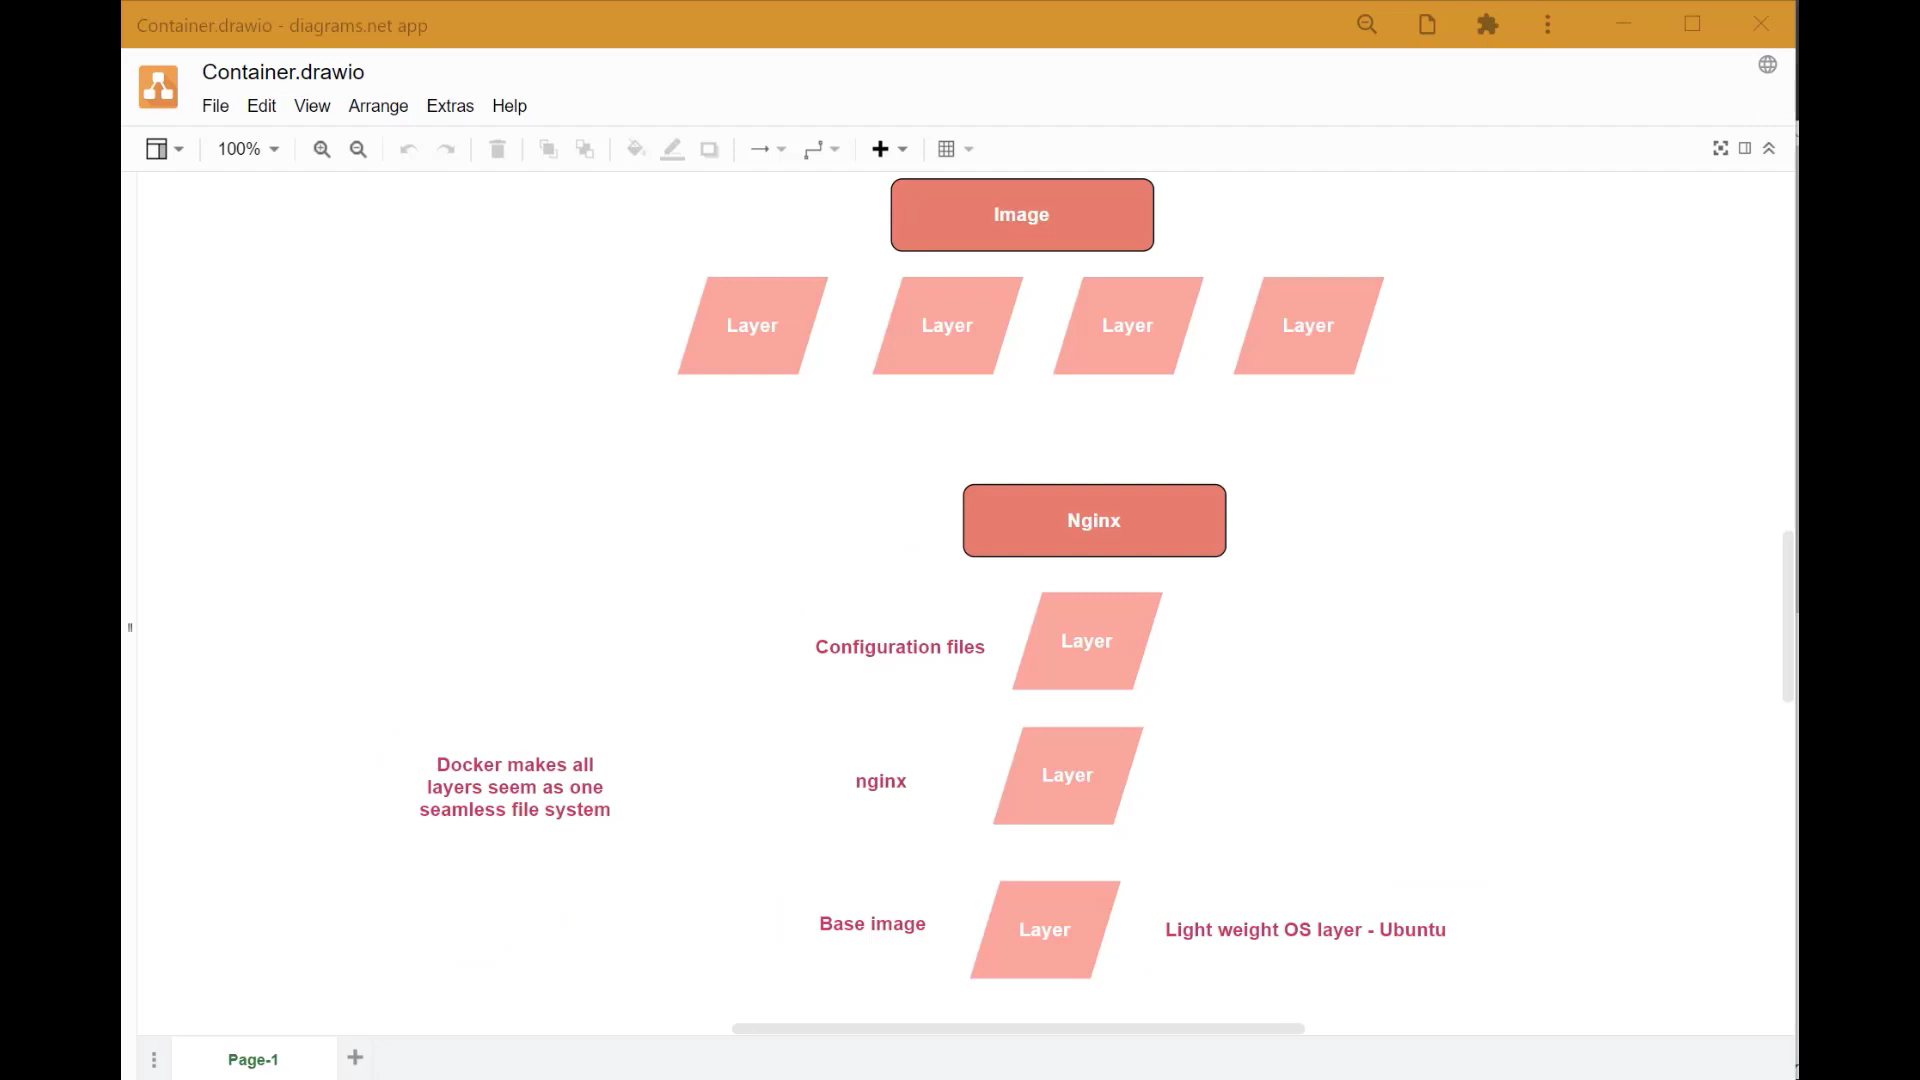 Container.drawio - diagrams.net app
Container.drawio
File Edit View Arrange Extras Help
100%
Image
Layer Layer Layer Layer
Nginx
Layer
Configuration files
Docker makes all
layers seem as one
seamless file system
nginx
Layer
Base image
Layer
Light weight OS layer - Ubuntu
Page-1